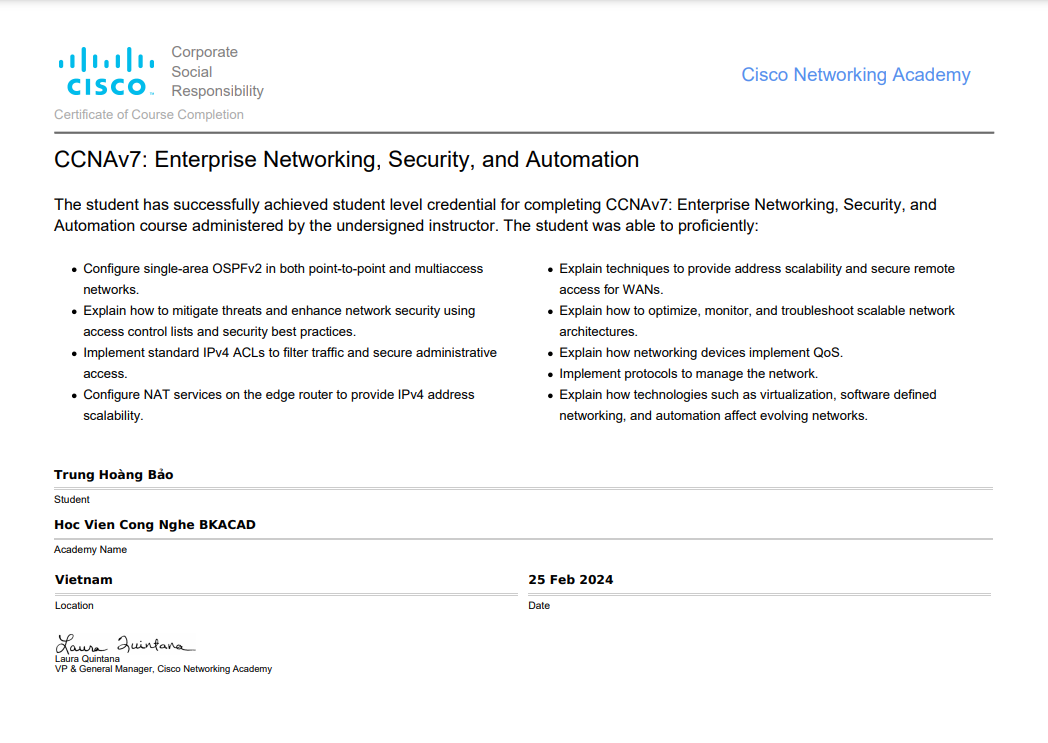 CISCO
Corporate
Social
Responsibility
Cisco Networking Academy
Certificate of Course Completion
CCNAv7: Enterprise Networking, Security, and Automation
The student has successfully achieved student level credential for completing CCNAv7: Enterprise Networking, Security, and
Automation course administered by the undersigned instructor. The student was able to proficiently:
• Configure single-area OSPFv2 in both point-to-point and multiaccess
networks.
• Explain how to mitigate threats and enhance network security using
access control lists and security best practices.
• Implement standard IPv4 ACLs to filter traffic and secure administrative
access.
• Configure NAT services on the edge router to provide IPv4 address
scalability.
• Explain techniques to provide address scalability and secure remote
access for WANs.
• Explain how to optimize, monitor, and troubleshoot scalable network
architectures.
• Explain how networking devices implement QoS.
• Implement protocols to manage the network.
• Explain how technologies such as virtualization, software defined
networking, and automation affect evolving networks.
Trung Hoàng Bảo
Student
Hoc Vien Cong Nghe BKACAD
Academy Name
Vietnam
Location
25 Feb 2024
Date
Laura Quintana
Laura Quintana
VP & General Manager, Cisco Networking Academy